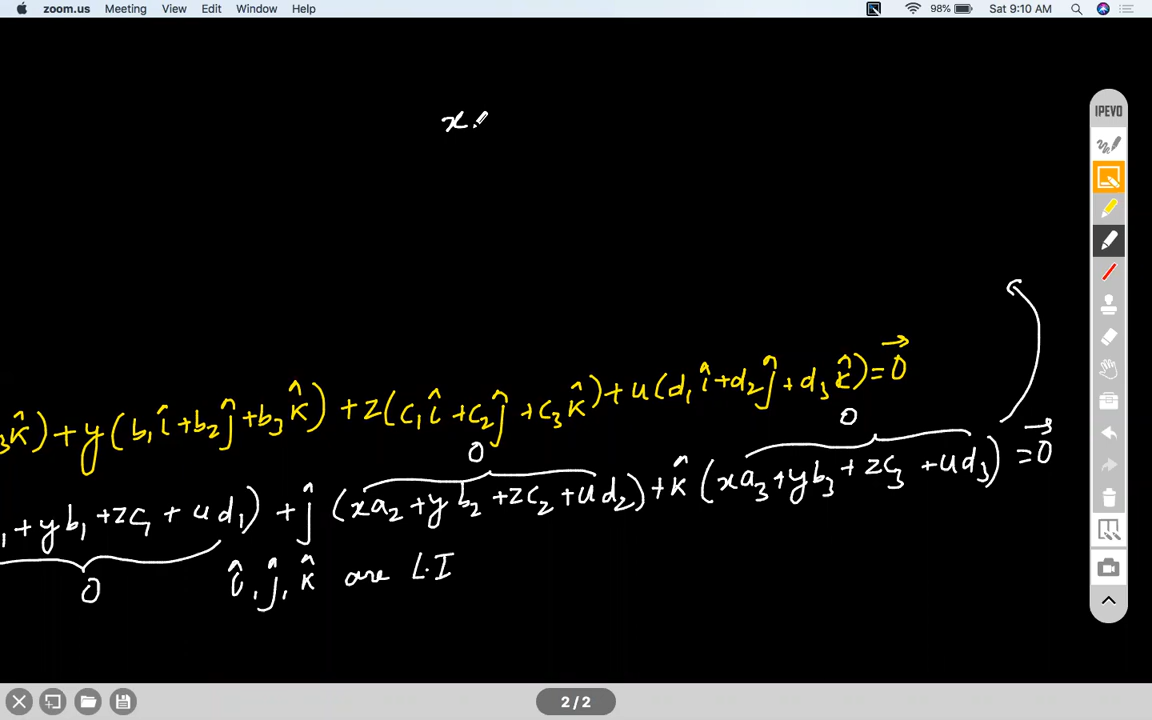 zoom.us Meeting View Edit Window Help 98% Sat 9:10 AM
IPEVO
x.
₃k̂) + y(b₁î + b₂ĵ + b₃k̂) + z(c₁î + c₂ĵ + c₃k̂) + u(d₁î + d₂ĵ + d₃k̂) = 0⃗
₁ + yb₁ + zc₁ + ud₁) + ĵ (xa₂ + yb₂ + zc₂ + ud₂) + k̂ (xa₃ + yb₃ + zc₃ + ud₃) = 0⃗
0 0 0
î, ĵ, k̂ are L.I
2 / 2